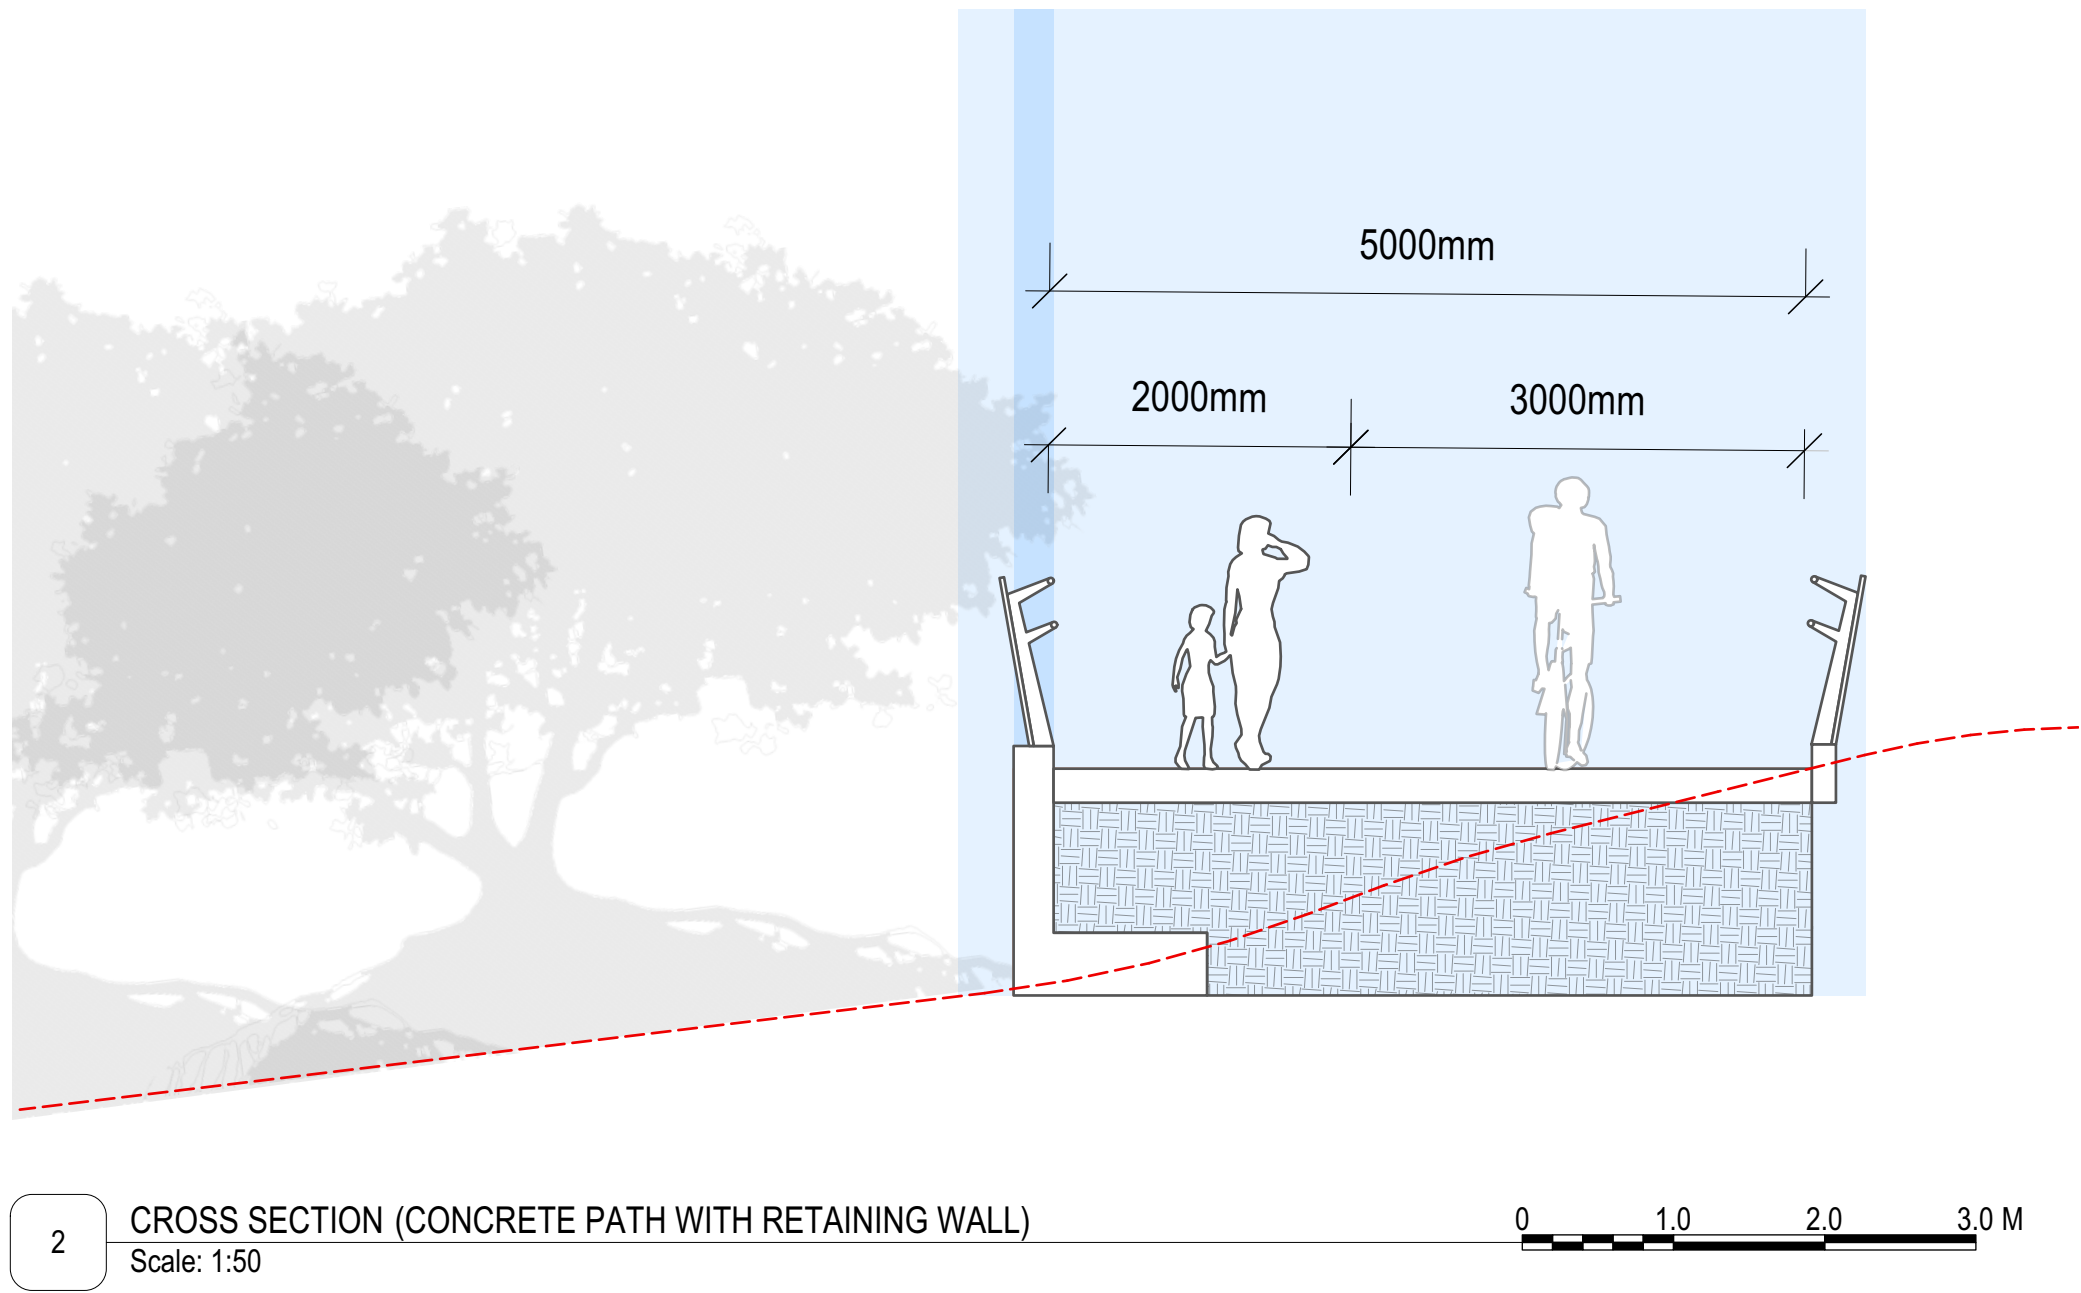 5000mm
2000mm 3000mm
2
CROSS SECTION (CONCRETE PATH WITH RETAINING WALL)
Scale: 1:50
0 1.0 2.0 3.0 M